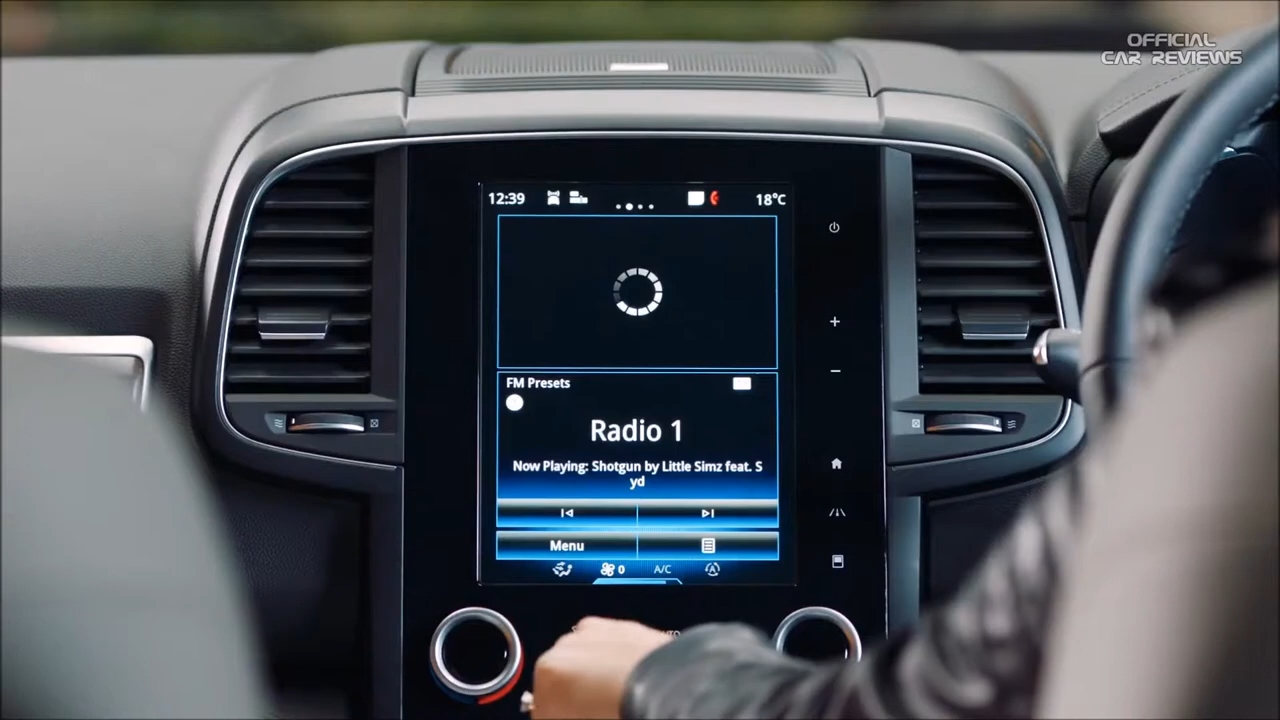 OFFICIAL
CAR REVIEWS
12:39
18°C
FM Presets
Radio 1
Now Playing: Shotgun by Little Simz feat. S
yd
Menu
0
A/C